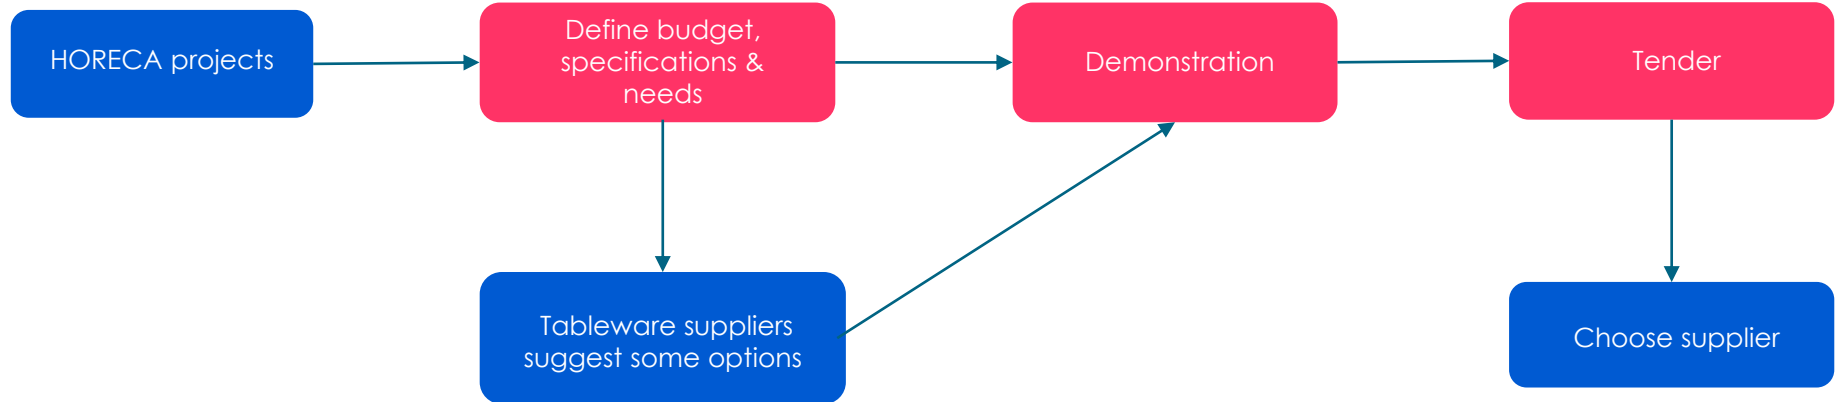 HORECA projects
Define budget,
specifications &
needs
Demonstration
Tender
Tableware suppliers
suggest some options
Choose supplier